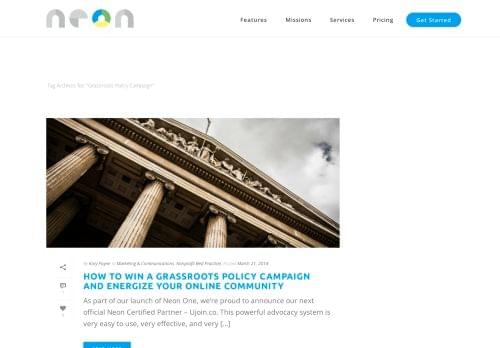 neon
Features
Missions
Services
Pricing
Get Started
Tag Archives for: "Grassroots Policy Campaign"
By Kory Payne In Marketing & Communications, Nonprofit Best Practices Posted March 21, 2018
HOW TO WIN A GRASSROOTS POLICY CAMPAIGN
AND ENERGIZE YOUR ONLINE COMMUNITY
As part of our launch of Neon One, we're proud to announce our next
official Neon Certified Partner – Ujoin.co. This powerful advocacy system is
very easy to use, very effective, and very [...]